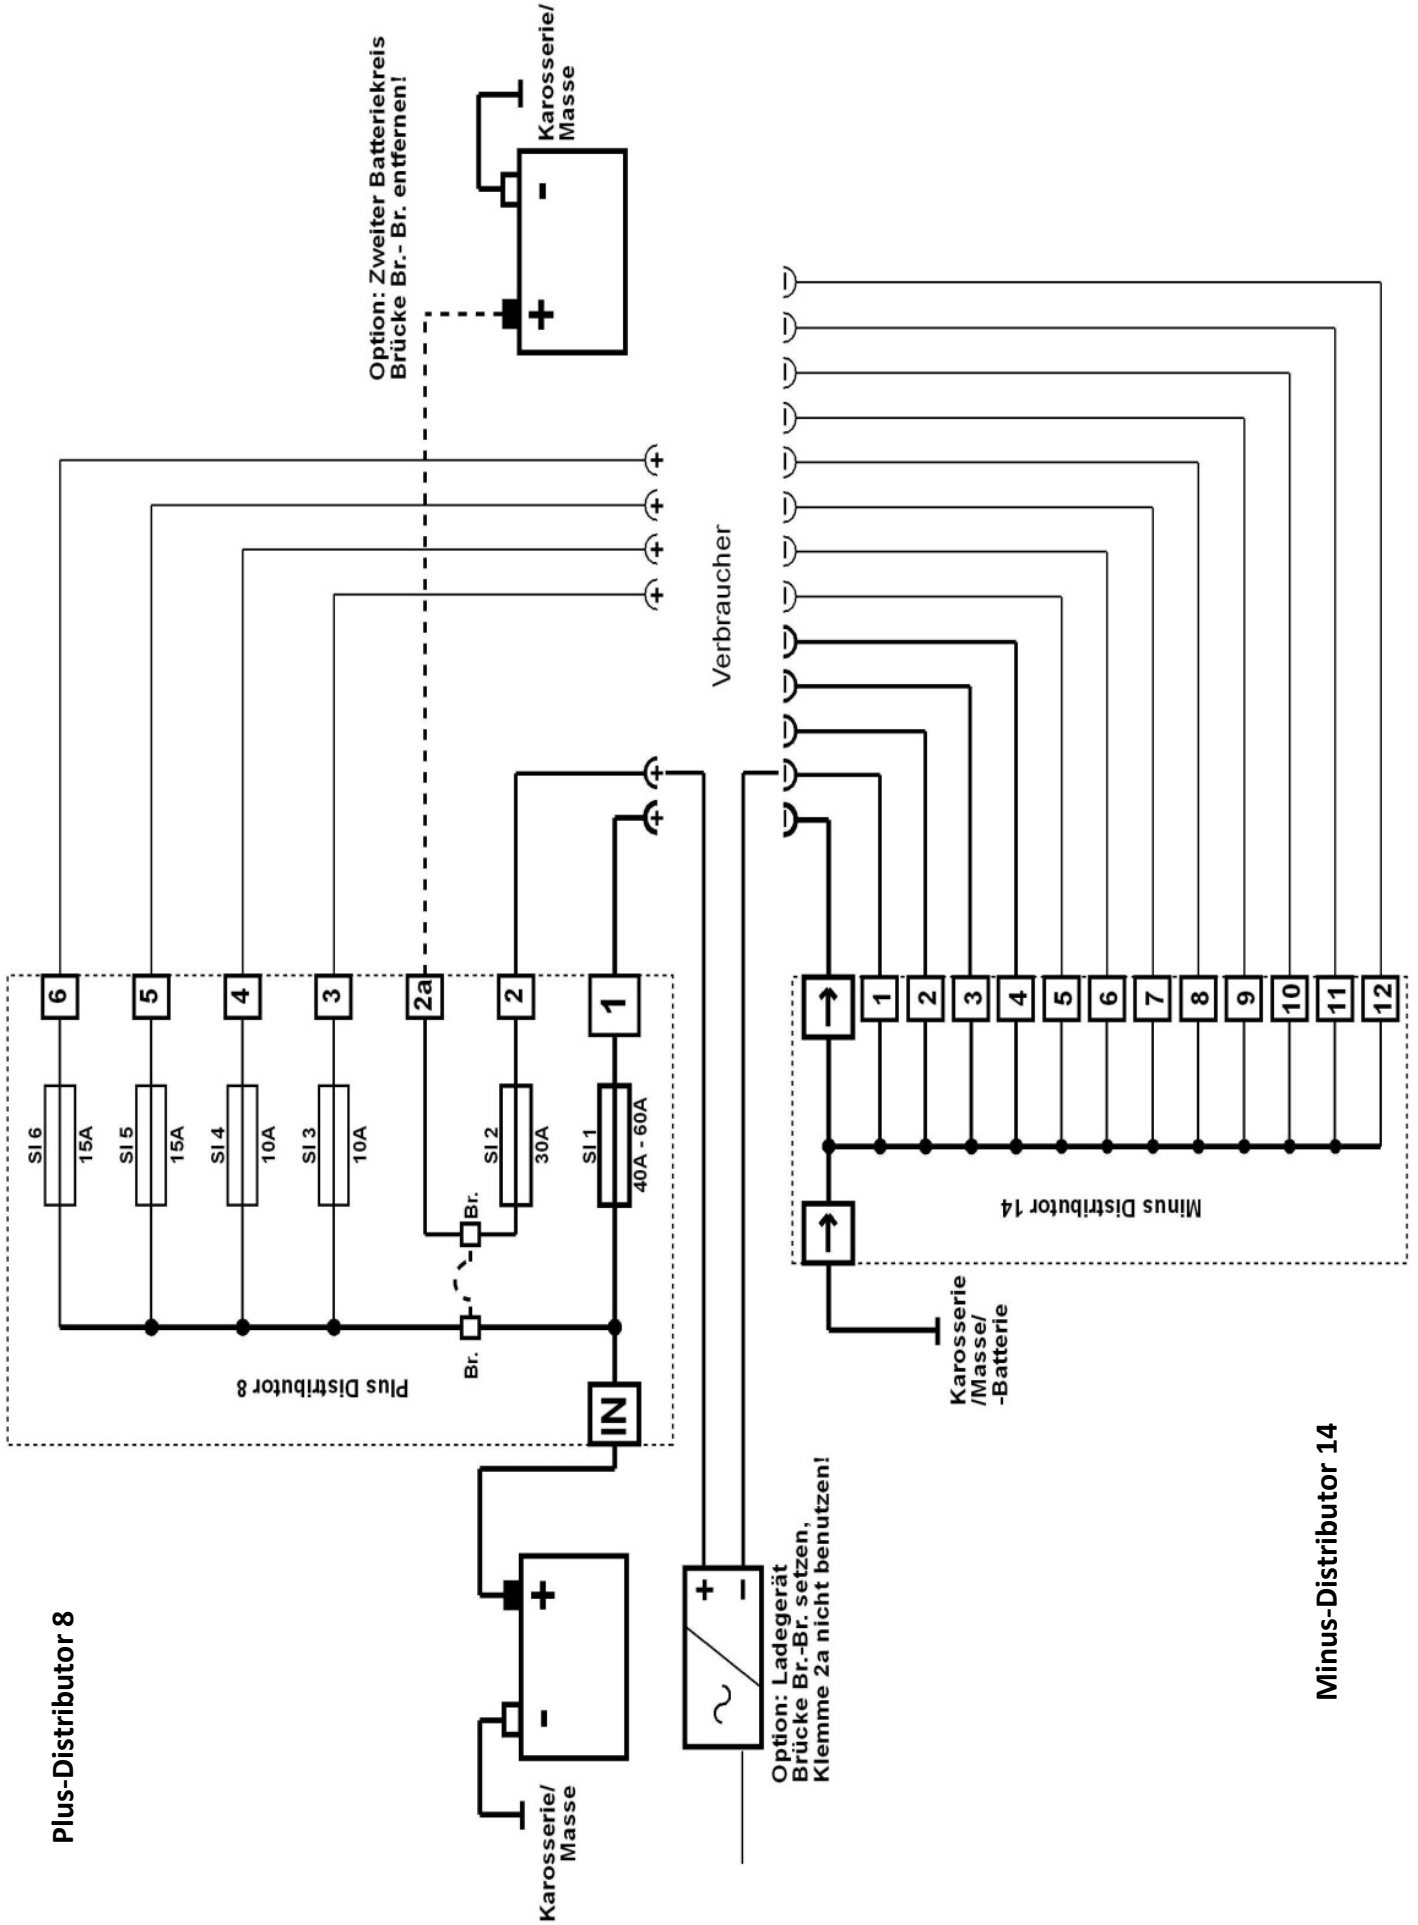 Plus-Distributor 8
Karosserie/
Masse
-
+
IN
Plus Distributor 8
Br.
Br.
SI 6
15A
SI 5
15A
SI 4
10A
SI 3
10A
SI 2
30A
SI 1
40A - 60A
6
5
4
3
2a
2
1
+
+
+
+
+
+
Option: Zweiter Batteriekreis
Brücke Br.- Br. entfernen!
+
-
Karosserie/
Masse
Verbraucher
~
+
–
Option: Ladegerät
Brücke Br.-Br. setzen,
Klemme 2a nicht benutzen!
Karosserie
/Masse/
-Batterie
Minus Distributor 14
→
→
1
2
3
4
5
6
7
8
9
10
11
12
–
–
–
–
–
–
–
–
–
–
–
–
–
Minus-Distributor 14